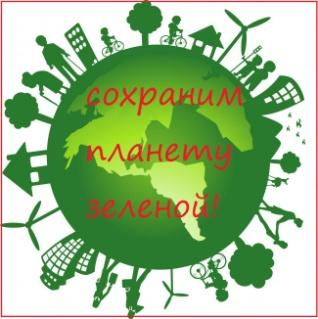 сохраним
планету
зеленой!